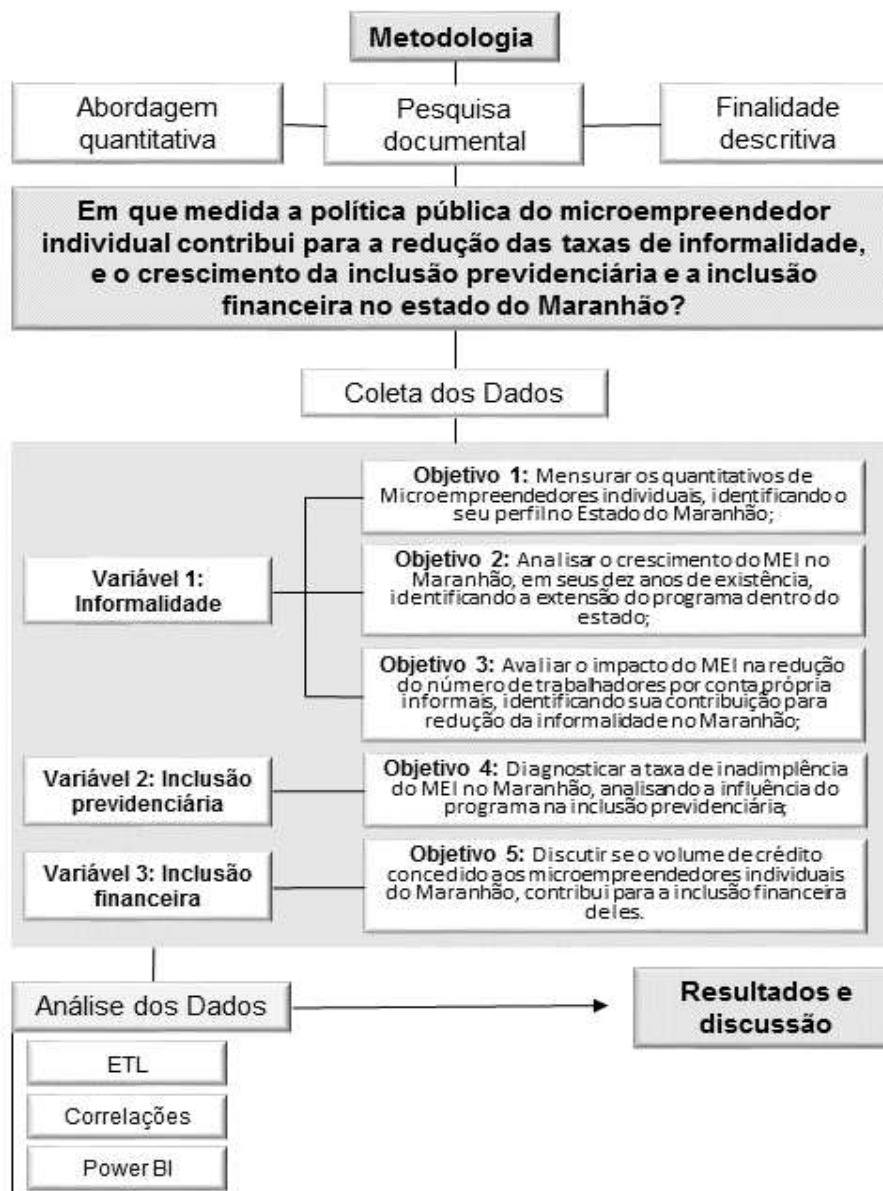 Metodologia
Abordagem
quantitativa
Pesquisa
documental
Finalidade
descritiva
Em que medida a política pública do microempreendedor
individual contribui para a redução das taxas de informalidade,
e o crescimento da inclusão previdenciária e a inclusão
financeira no estado do Maranhão?
Coleta dos Dados
Variável 1:
Informalidade
Objetivo 1: Mensurar os quantitativos de
Microempreendedores individuais, identificando o
seu perfil no Estado do Maranhão;
Objetivo 2: Analisar o crescimento do MEI no
Maranhão, em seus dez anos de existência,
identificando a extensão do programa dentro do
estado;
Objetivo 3: Avaliar o impacto do MEI na redução
do número de trabalhadores por conta própria
informais, identificando sua contribuição para
redução da informalidade no Maranhão;
Variável 2: Inclusão
previdenciária
Objetivo 4: Diagnosticar a taxa de inadimplência
do MEI no Maranhão, analisando a influência do
programa na inclusão previdenciária;
Variável 3: Inclusão
financeira
Objetivo 5: Discutir se o volume de crédito
concedido aos microempreendedores individuais
do Maranhão, contribui para a inclusão financeira
deles.
Análise dos Dados
Resultados e
discussão
ETL
Correlações
Power BI